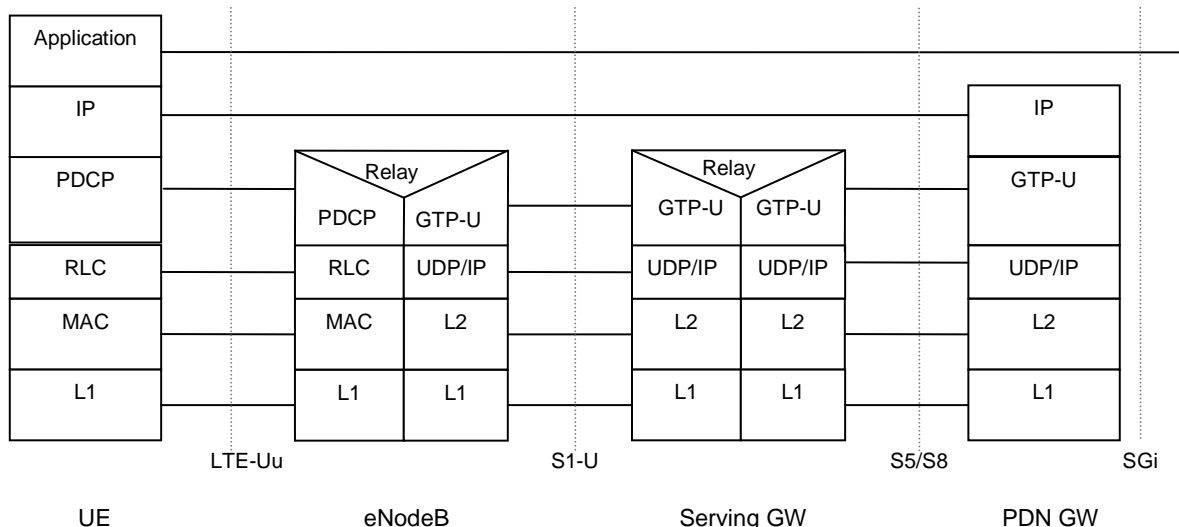 Application
IP
IP
Relay
Relay
PDCP
GTP-U
PDCP
GTP-U
GTP-U
GTP-U
RLC
RLC
UDP/IP
UDP/IP
UDP/IP
UDP/IP
MAC
MAC
L2
L2
L2
L2
L1
L1
L1
L1
L1
L1
LTE-Uu
S1-U
S5/S8
SGi
UE
eNodeB
Serving GW
PDN GW